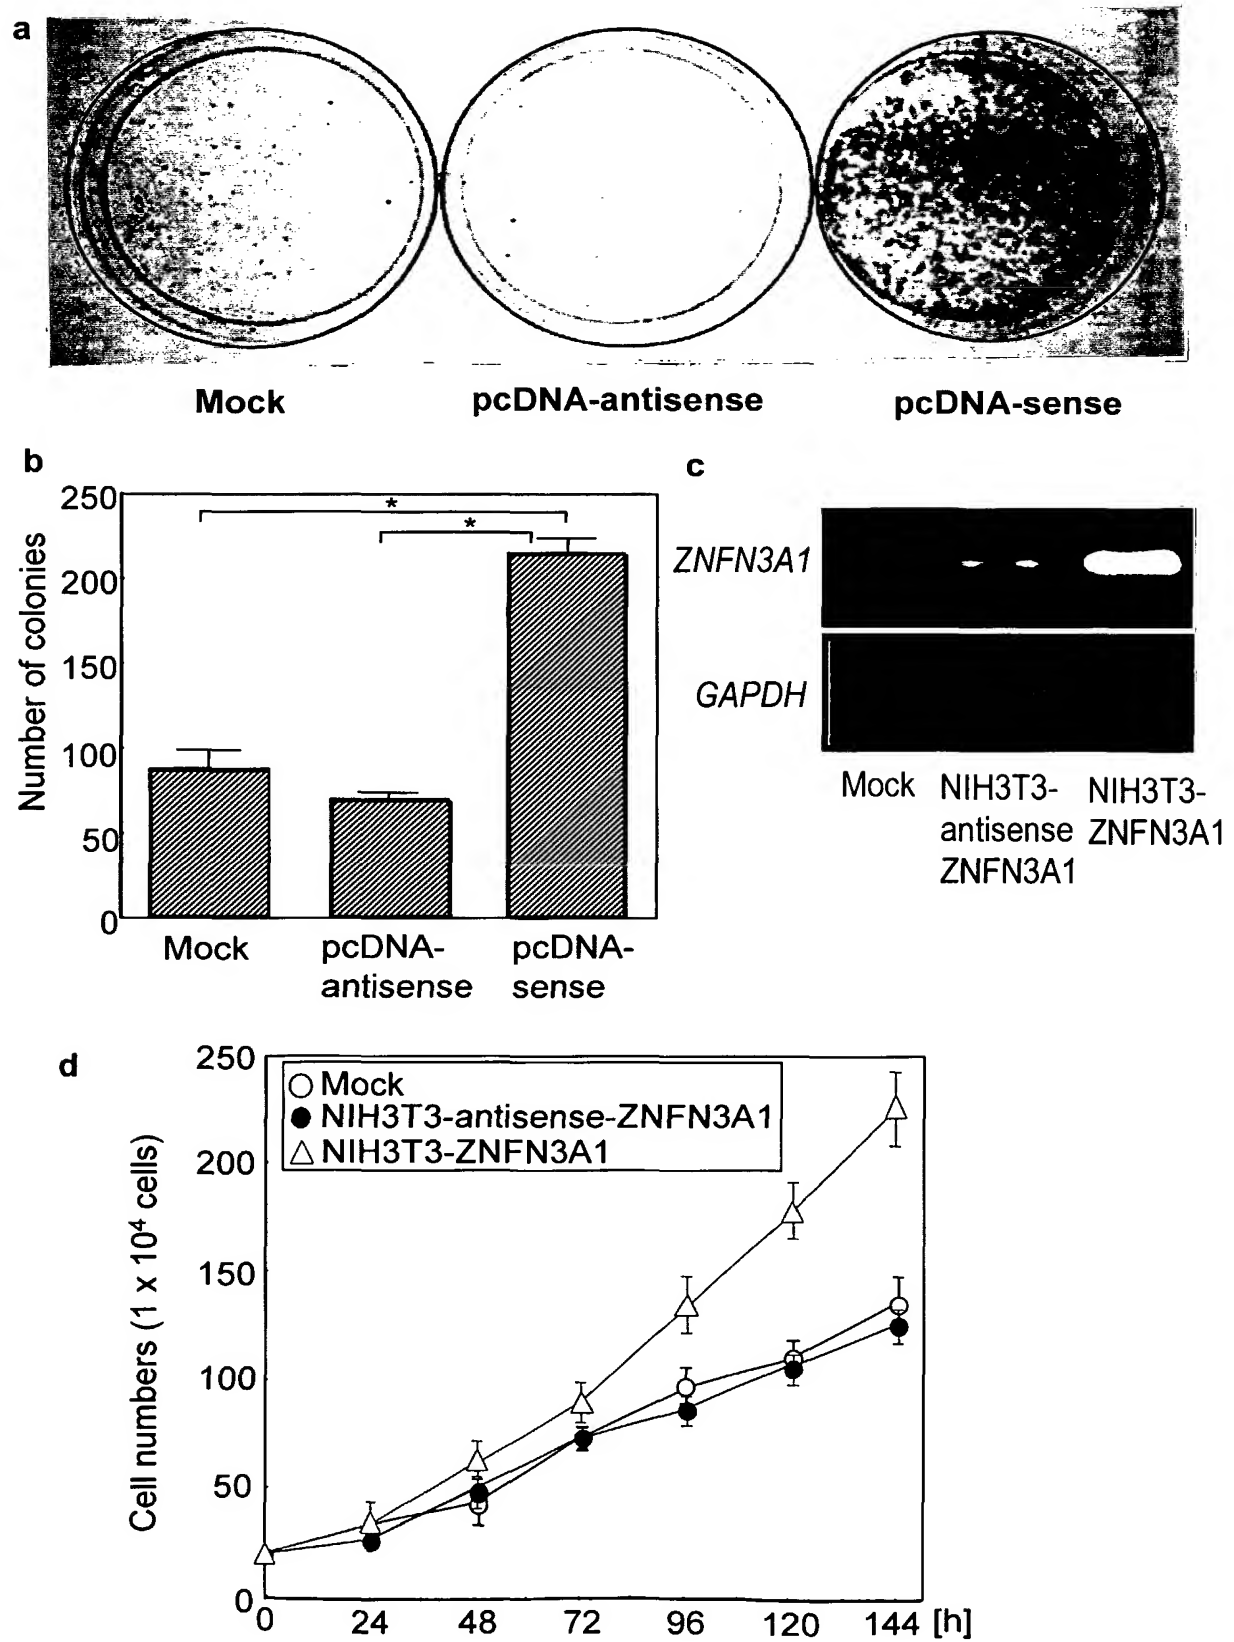 a
Mock pcDNA-antisense pcDNA-sense
b
Number of colonies
250
200
150
100
50
0
*
*
Mock pcDNA-antisense pcDNA-sense
c
ZNFN3A1
GAPDH
Mock NIH3T3- NIH3T3-
antisense ZNFN3A1
ZNFN3A1
d
Cell numbers (1 x 10⁴ cells)
250
200
150
100
50
0
Mock
NIH3T3-antisense-ZNFN3A1
NIH3T3-ZNFN3A1
0 24 48 72 96 120 144 [h]